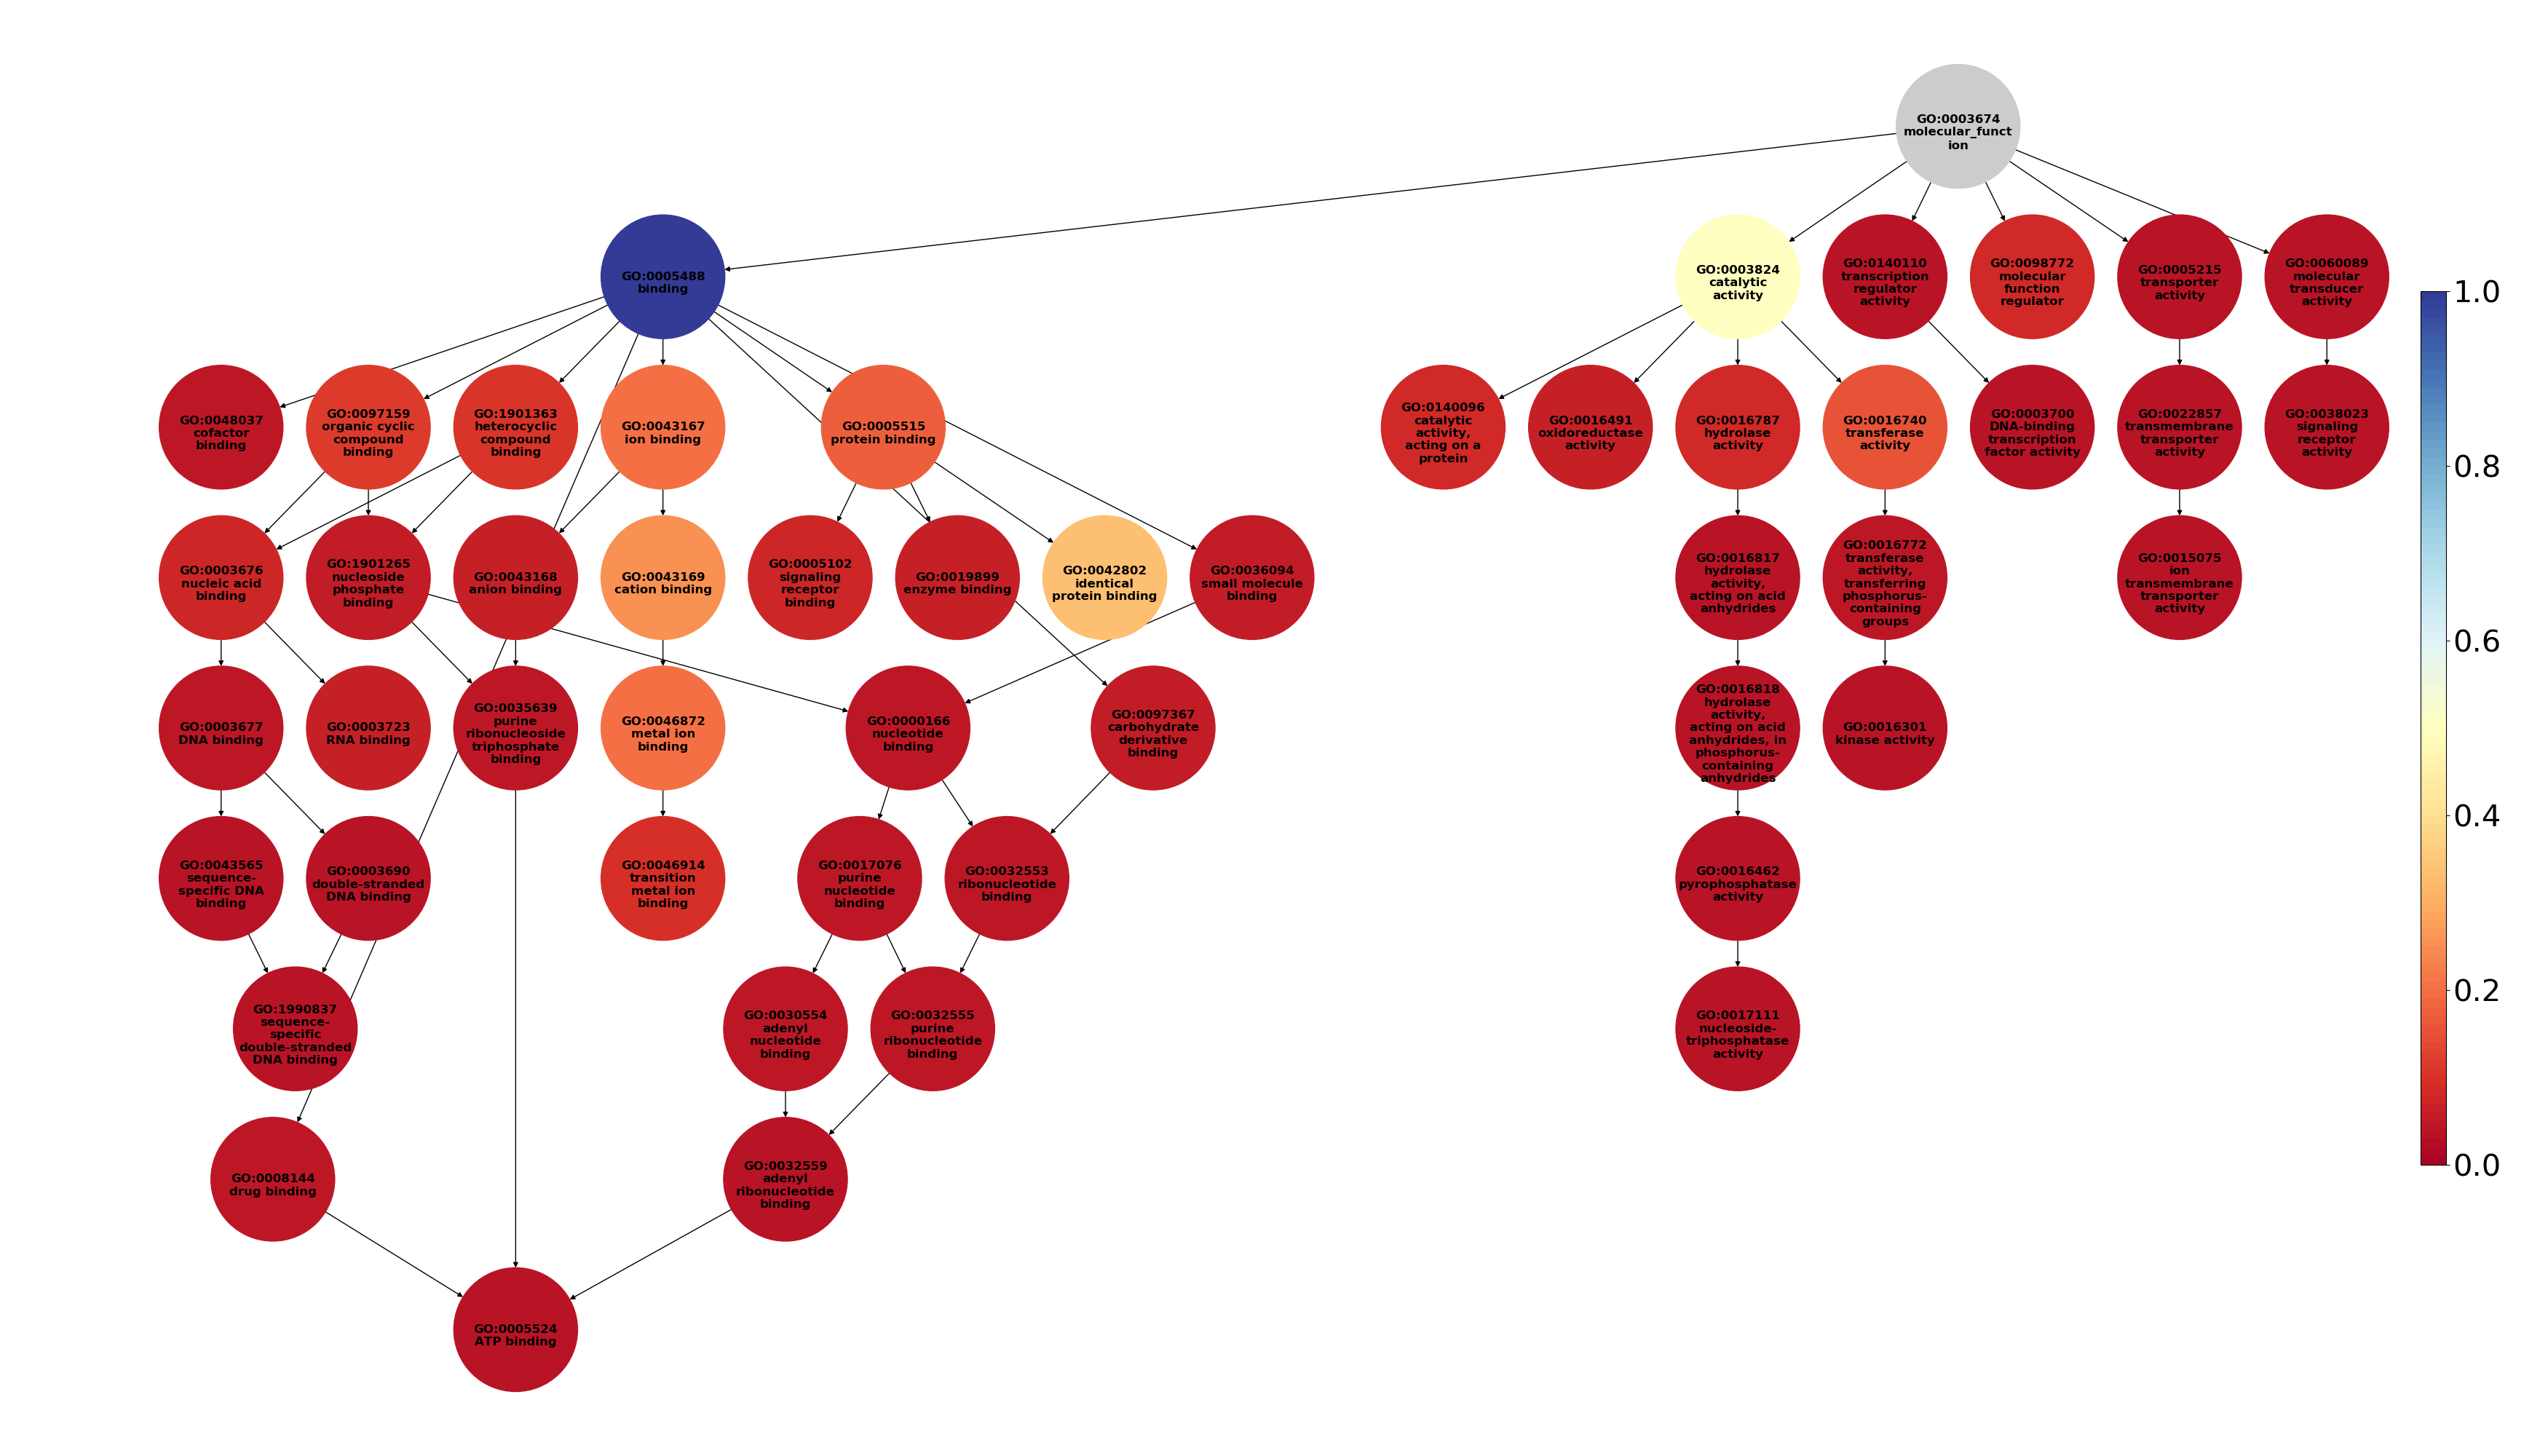 GO:0003674
molecular_funct
ion
GO:0005488
binding
GO:0003824
catalytic
activity
GO:0140110
transcription
regulator
activity
GO:0098772
molecular
function
regulator
GO:0005215
transporter
activity
GO:0060089
molecular
transducer
activity
GO:0048037
cofactor
binding
GO:0097159
organic cyclic
compound
binding
GO:1901363
heterocyclic
compound
binding
GO:0043167
ion binding
GO:0005515
protein binding
GO:0140096
catalytic
activity,
acting on a
protein
GO:0016491
oxidoreductase
activity
GO:0016787
hydrolase
activity
GO:0016740
transferase
activity
GO:0003700
DNA-binding
transcription
factor activity
GO:0022857
transmembrane
transporter
activity
GO:0038023
signaling
receptor
activity
GO:0003676
nucleic acid
binding
GO:1901265
nucleoside
phosphate
binding
GO:0043168
anion binding
GO:0043169
cation binding
GO:0005102
signaling
receptor
binding
GO:0019899
enzyme binding
GO:0042802
identical
protein binding
GO:0036094
small molecule
binding
GO:0016817
hydrolase
activity,
acting on acid
anhydrides
GO:0016772
transferase
activity,
transferring
phosphorus-
containing
groups
GO:0015075
ion
transmembrane
transporter
activity
GO:0003677
DNA binding
GO:0003723
RNA binding
GO:0035639
purine
ribonucleoside
triphosphate
binding
GO:0046872
metal ion
binding
GO:0000166
nucleotide
binding
GO:0097367
carbohydrate
derivative
binding
GO:0016818
hydrolase
activity,
acting on acid
anhydrides, in
phosphorus-
containing
anhydrides
GO:0016301
kinase activity
GO:0043565
sequence-
specific DNA
binding
GO:0003690
double-stranded
DNA binding
GO:0046914
transition
metal ion
binding
GO:0017076
purine
nucleotide
binding
GO:0032553
ribonucleotide
binding
GO:0016462
pyrophosphatase
activity
GO:1990837
sequence-
specific
double-stranded
DNA binding
GO:0030554
adenyl
nucleotide
binding
GO:0032555
purine
ribonucleotide
binding
GO:0017111
nucleoside-
triphosphatase
activity
GO:0008144
drug binding
GO:0032559
adenyl
ribonucleotide
binding
GO:0005524
ATP binding
1.0
0.8
0.6
0.4
0.2
0.0